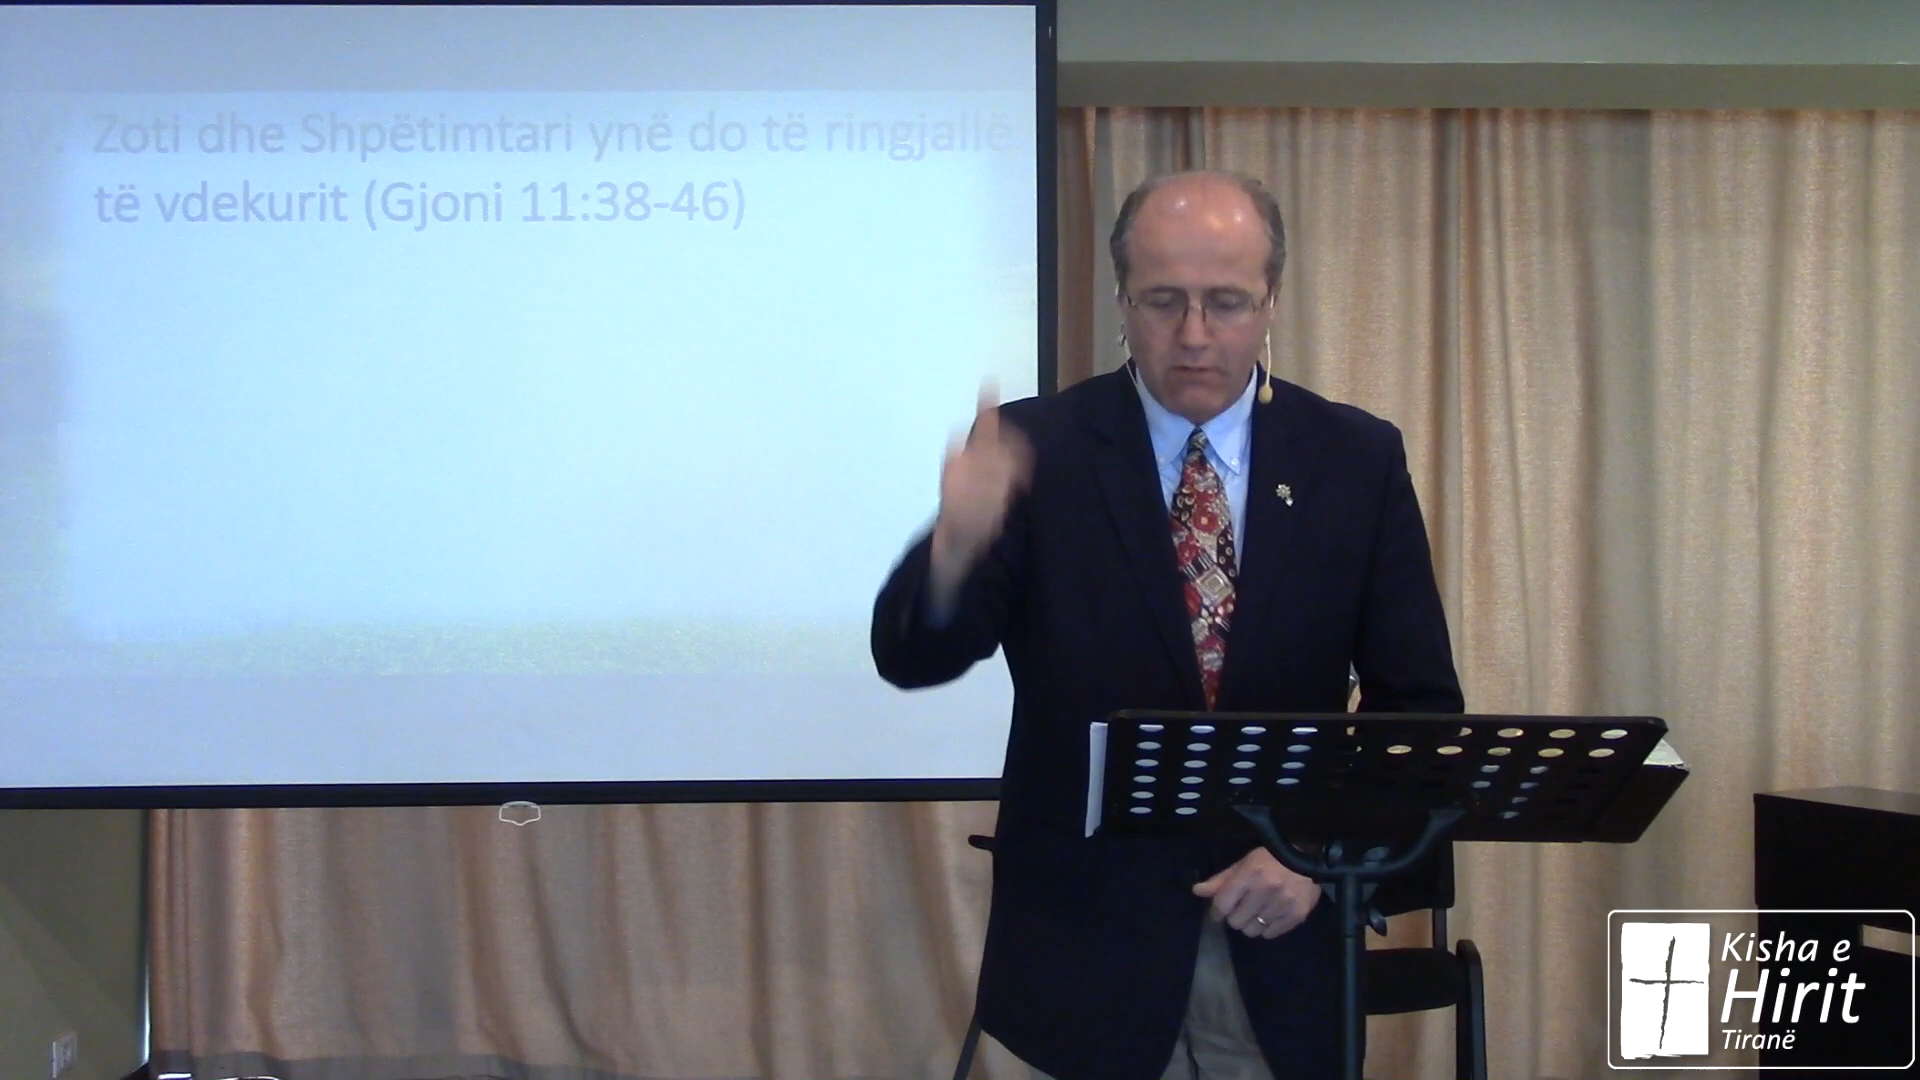 Zoti dhe Shpëtimtari ynë do të ringjallë
të vdekurit (Gjoni 11:38-46)
Kisha e
Hirit
Tiranë